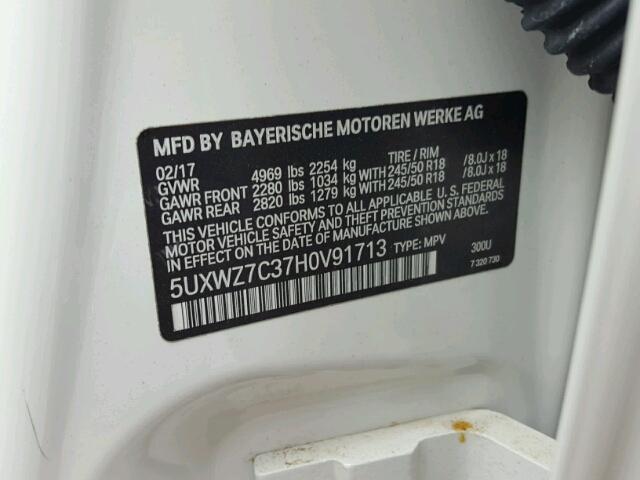 MFD BY BAYERISCHE MOTOREN WERKE AG
02/17 TIRE / RIM
GVWR 4969 lbs 2254 kg
GAWR FRONT 2280 lbs 1034 kg WITH 245/50 R18 /8.0J x 18
GAWR REAR 2820 lbs 1279 kg WITH 245/50 R18 /8.0J x 18
THIS VEHICLE CONFORMS TO ALL APPLICABLE U.S. FEDERAL
MOTOR VEHICLE SAFETY AND THEFT PREVENTION STANDARDS
IN EFFECT ON THE DATE OF MANUFACTURE SHOWN ABOVE.
5UXWZ7C37H0V91713 TYPE: MPV 300U
7 320 730